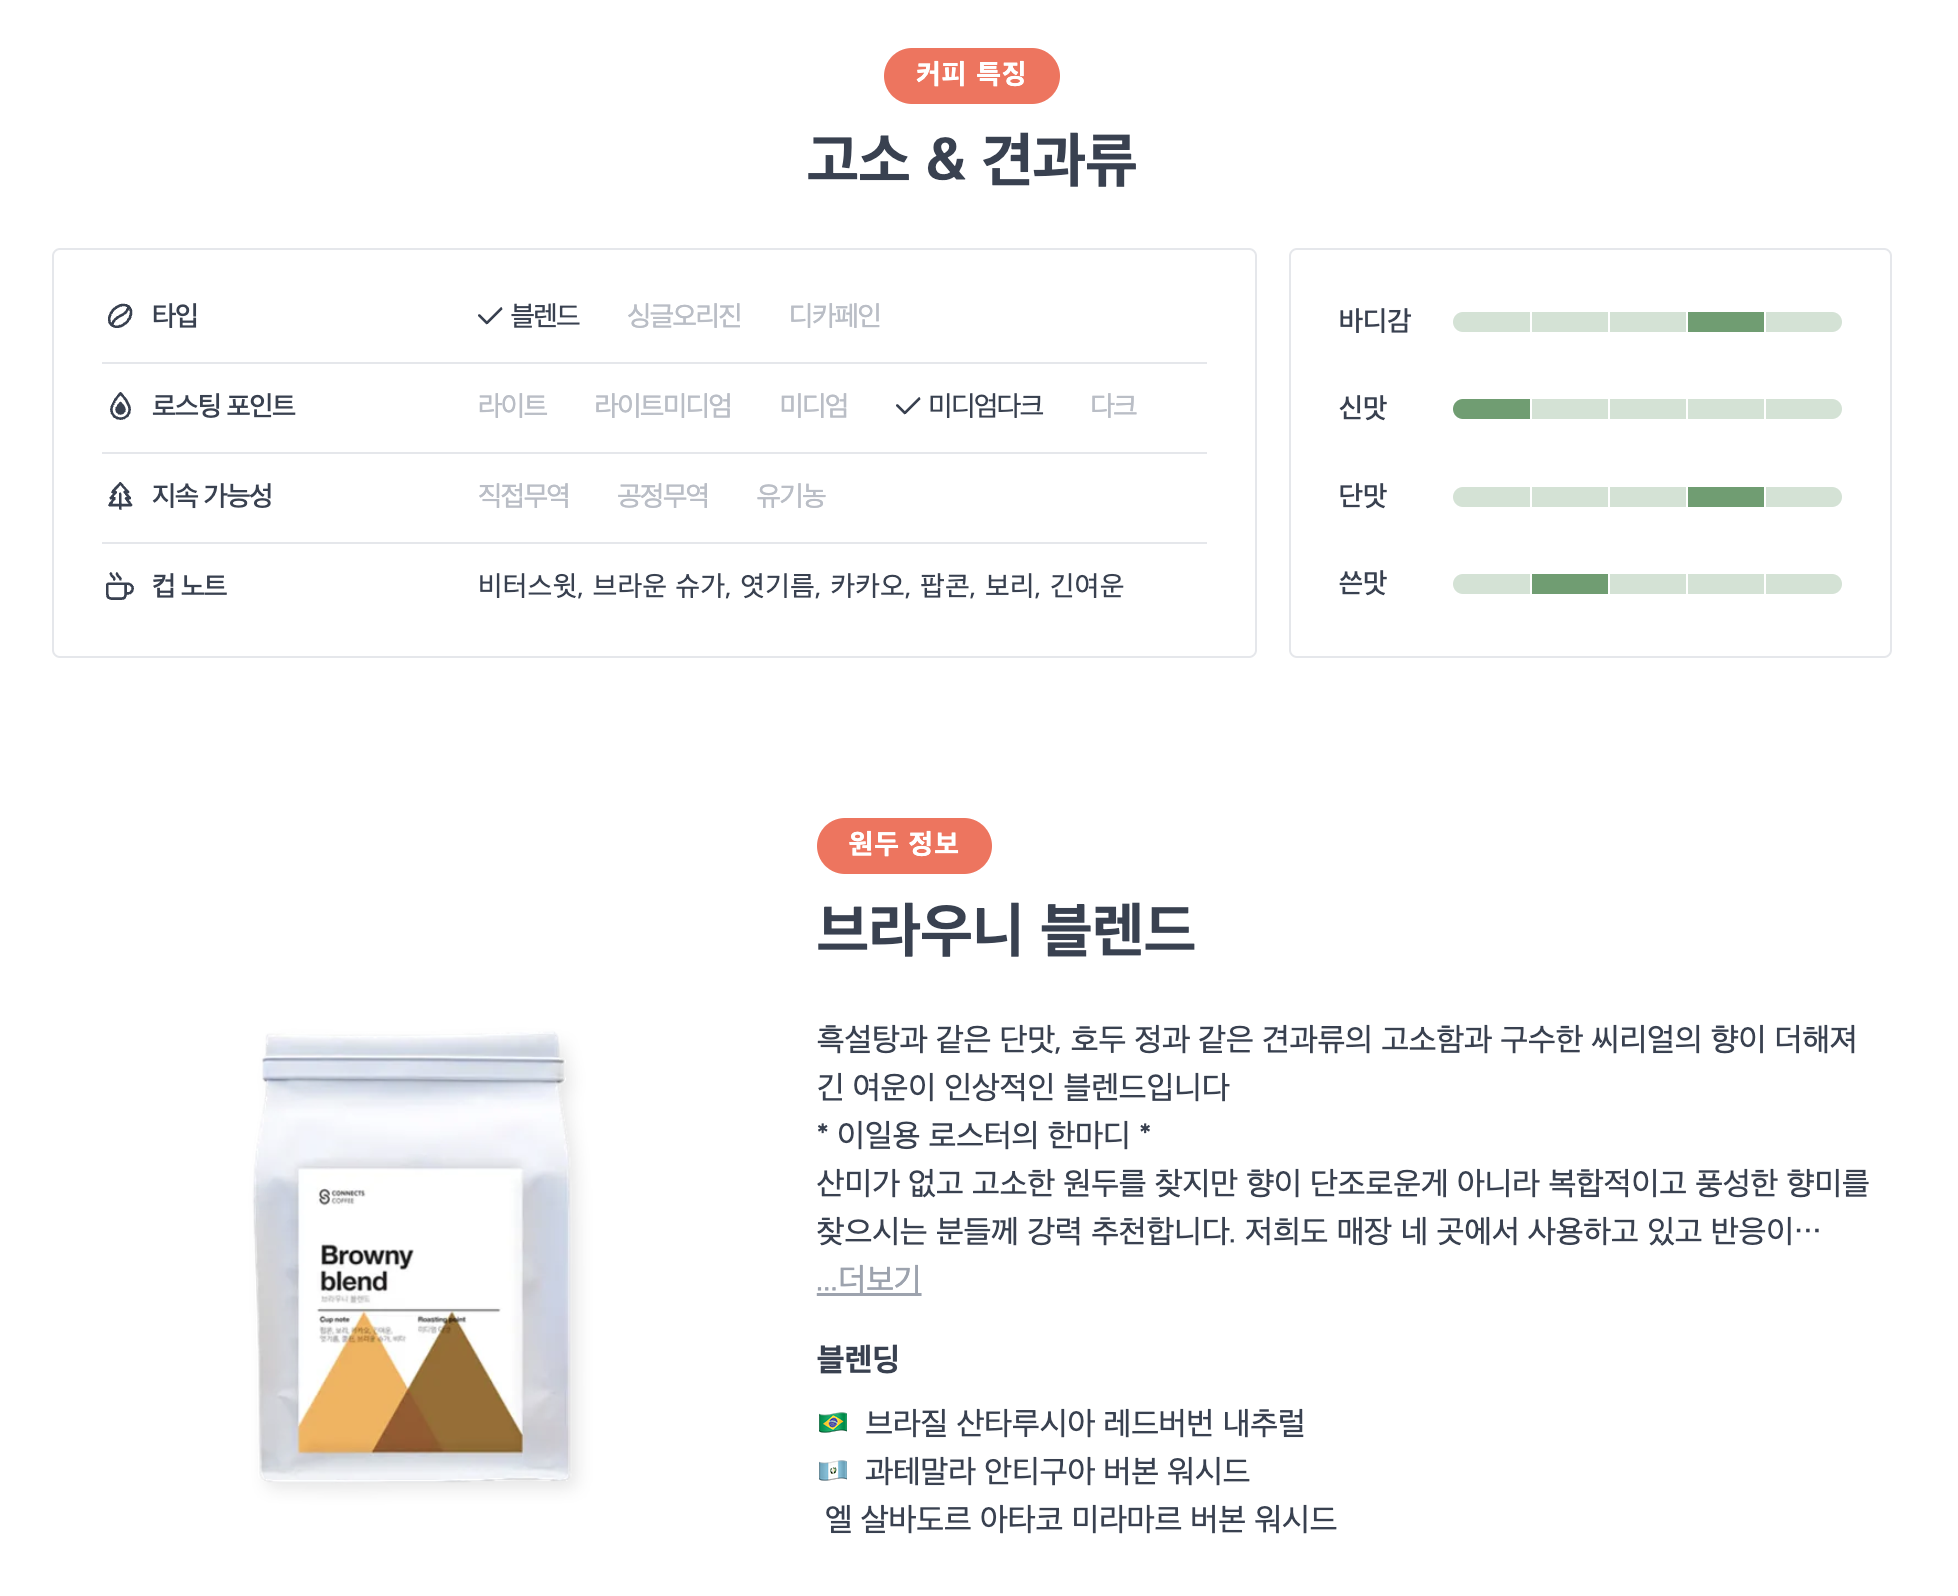 커피 특징
고소 & 견과류
타입 블렌드 싱글오리진 디카페인
로스팅 포인트 라이트 라이트미디엄 미디엄 미디엄다크 다크
지속 가능성 직접무역 공정무역 유기농
컵 노트 비터스윗, 브라운 슈가, 엿기름, 카카오, 팝콘, 보리, 긴여운
바디감
신맛
단맛
쓴맛
원두 정보
브라우니 블렌드
흑설탕과 같은 단맛, 호두 정과 같은 견과류의 고소함과 구수한 씨리얼의 향이 더해져
긴 여운이 인상적인 블렌드입니다
* 이일용 로스터의 한마디 *
산미가 없고 고소한 원두를 찾지만 향이 단조로운게 아니라 복합적이고 풍성한 향미를
찾으시는 분들께 강력 추천합니다. 저희도 매장 네 곳에서 사용하고 있고 반응이…
...더보기
블렌딩
브라질 산타루시아 레드버번 내추럴
과테말라 안티구아 버본 워시드
엘 살바도르 아타코 미라마르 버본 워시드
CONNECTS
COFFEE
Browny
blend
브라우니 블렌드
Cup note Roasting point